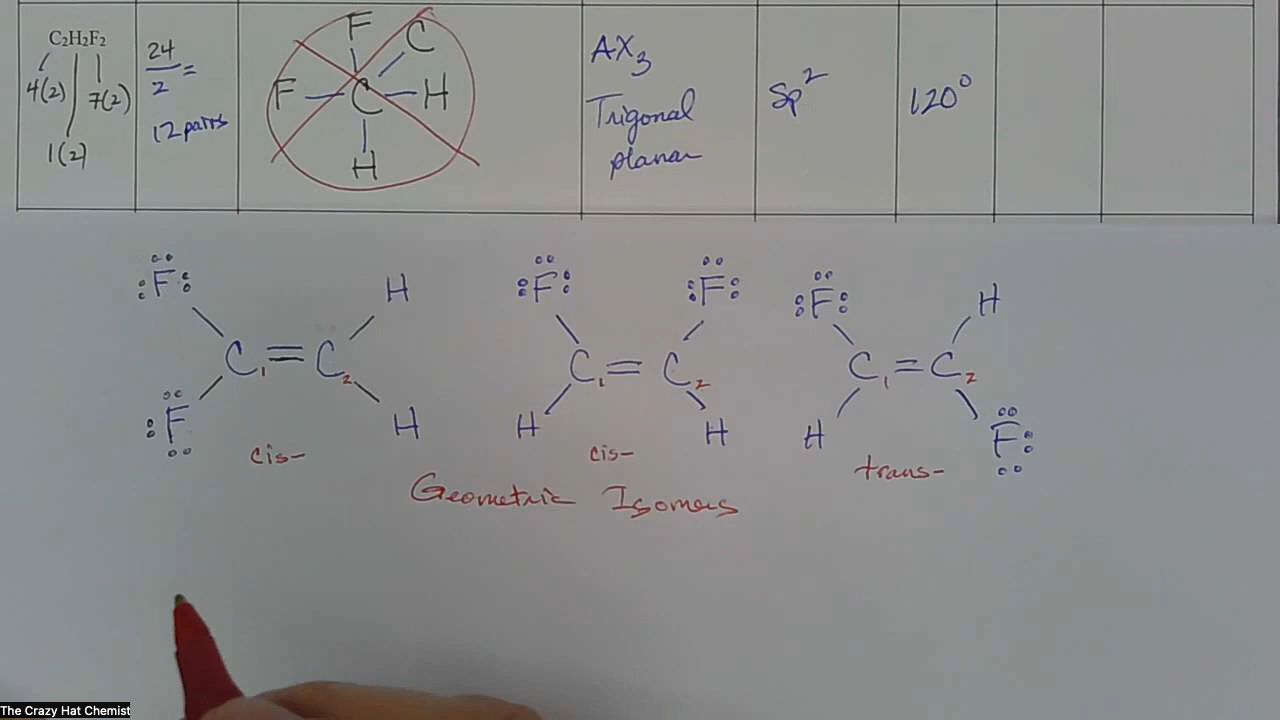 C₂H₂F₂
4(2) 7(2)
1(2)
24
2 =
12 pairs
F C
F C H
H
AX₃
Trigonal
planar
sp²
120°
F H
C₁ = C₂
F H
cis-
F F
C₁ = C₂
H H
cis-
F H
C₁ = C₂
H F
trans-
Geometric Isomers
The Crazy Hat Chemist